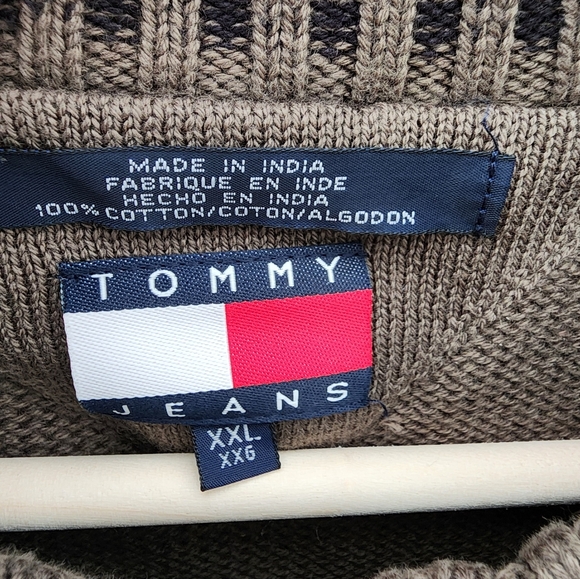 MADE IN INDIA
FABRIQUE EN INDE
HECHO EN INDIA
100% COTTON/COTON/ALGODON
TOMMY
JEANS
XXL
XXG